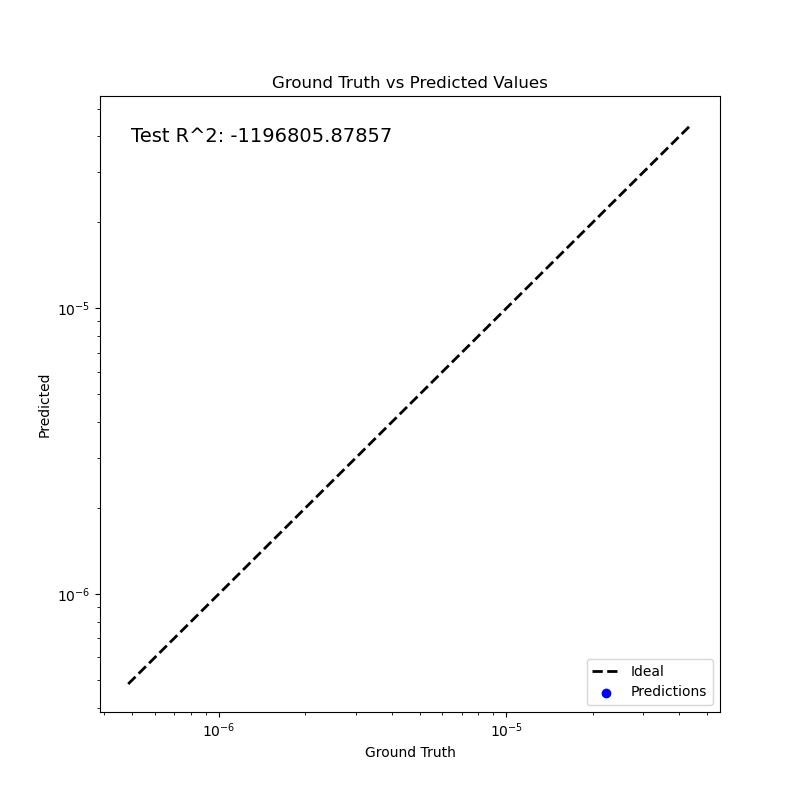 Ground Truth vs Predicted Values
Test R^2: -1196805.87857
Predicted
10⁻⁵
10⁻⁶
10⁻⁶
10⁻⁵
Ground Truth
Ideal
Predictions